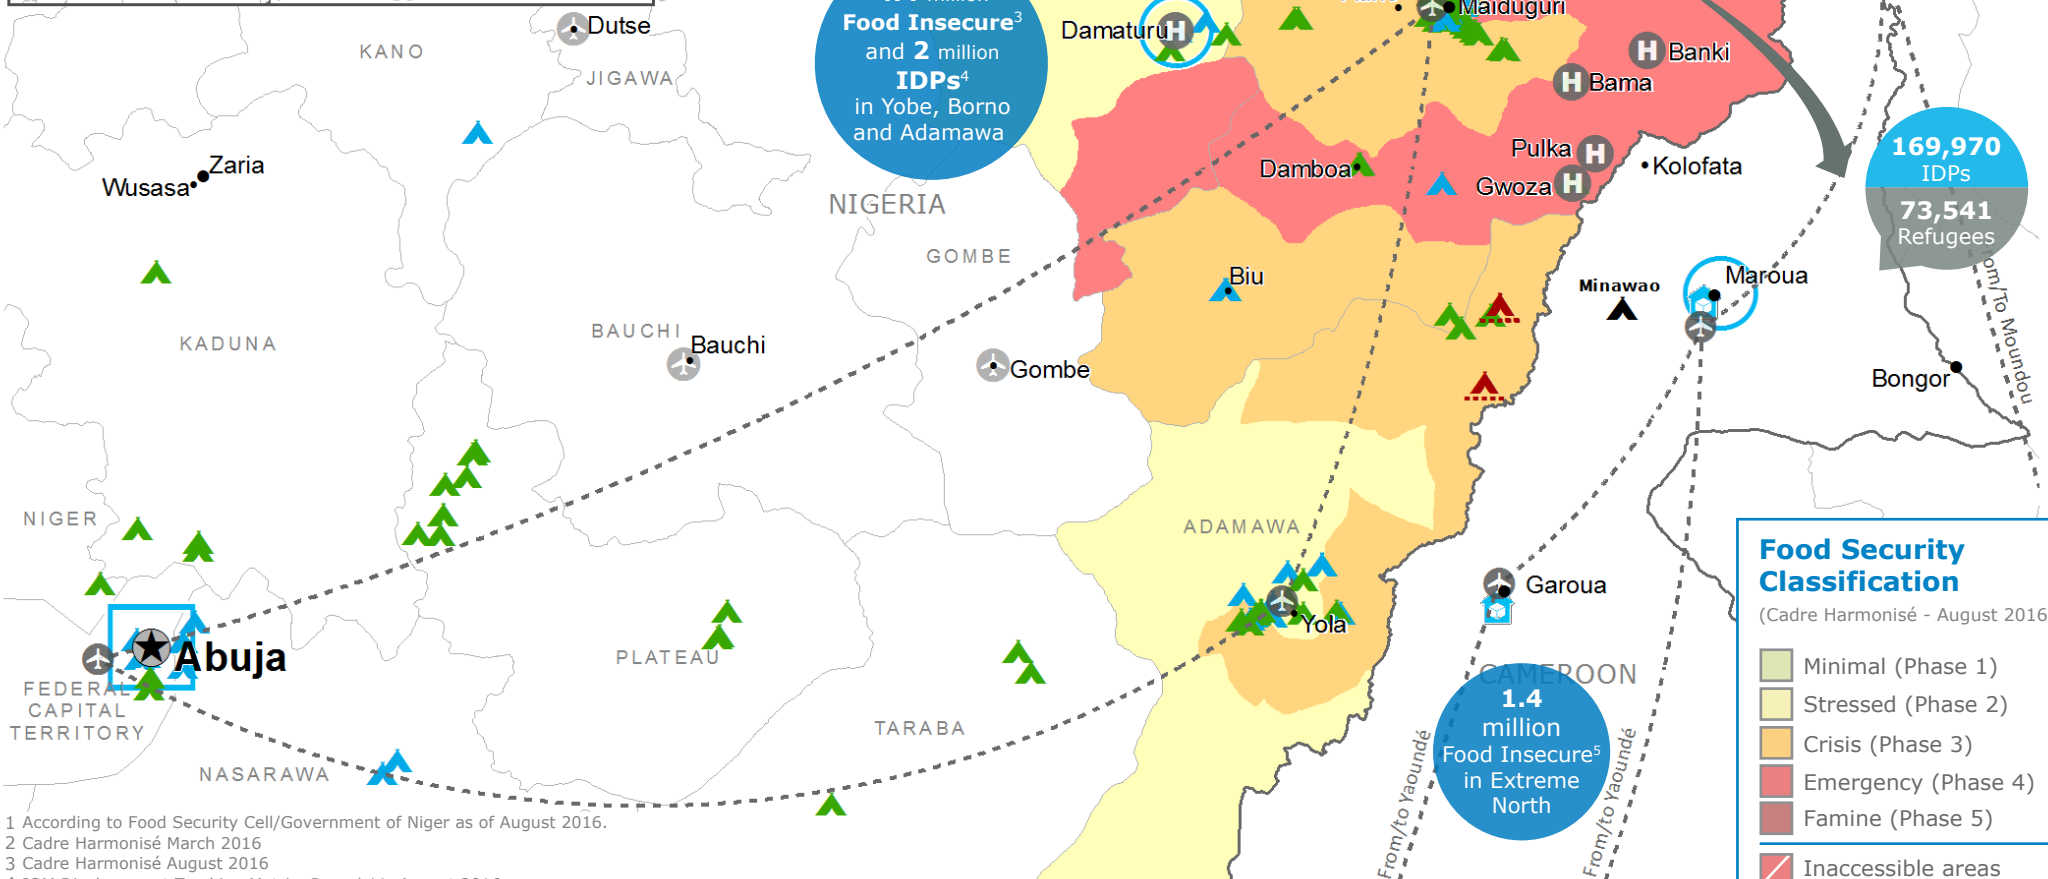 Dutse
KANO
JIGAWA
Zaria
Wusasa
million
Food Insecure3
and 2 million
IDPs4
in Yobe, Borno
and Adamawa
Damaturu
H
Maiduguri
H Banki
H Bama
Pulka H
Gwoza H
Damboa
Kolofata
169,970
IDPs
73,541
Refugees
NIGERIA
GOMBE
Biu
Minawao
Maroua
From/To Moundou
Bongor
KADUNA
BAUCHI
Bauchi
Gombe
NIGER
ADAMAWA
Yola
Garoua
Abuja
FEDERAL
CAPITAL
TERRITORY
PLATEAU
TARABA
NASARAWA
CAMEROON
1.4
million
Food Insecure5
in Extreme
North
From/to Yaoundé
From/to Yaoundé
Food Security
Classification
(Cadre Harmonisé - August 2016
Minimal (Phase 1)
Stressed (Phase 2)
Crisis (Phase 3)
Emergency (Phase 4)
Famine (Phase 5)
Inaccessible areas
1 According to Food Security Cell/Government of Niger as of August 2016.
2 Cadre Harmonisé March 2016
3 Cadre Harmonisé August 2016